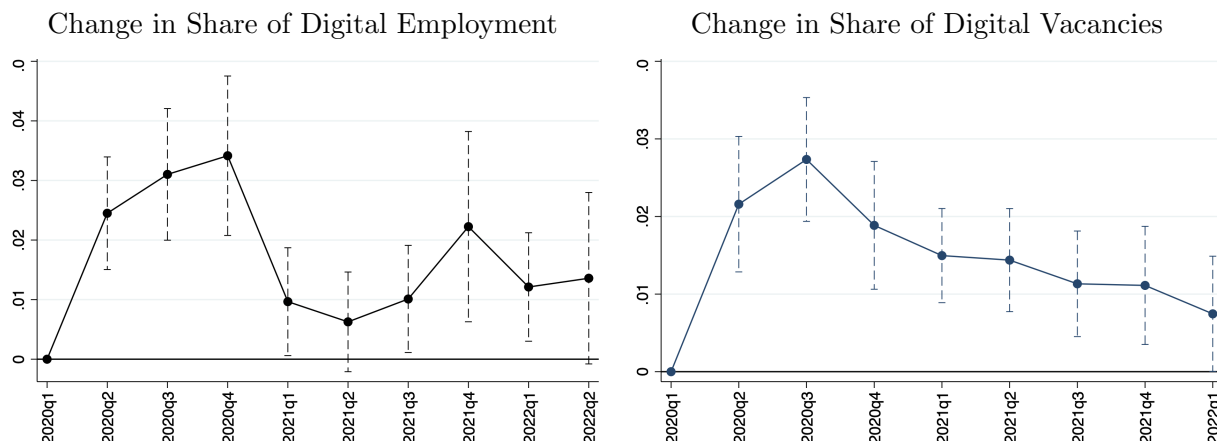 Change in Share of Digital Employment
.0
.04
.03
.02
.01
0
2020q1
2020q2
2020q3
2020q4
2021q1
2021q2
2021q3
2021q4
2022q1
2022q2
Change in Share of Digital Vacancies
.0
.03
.02
.01
0
2020q1
2020q2
2020q3
2020q4
2021q1
2021q2
2021q3
2021q4
2022q1